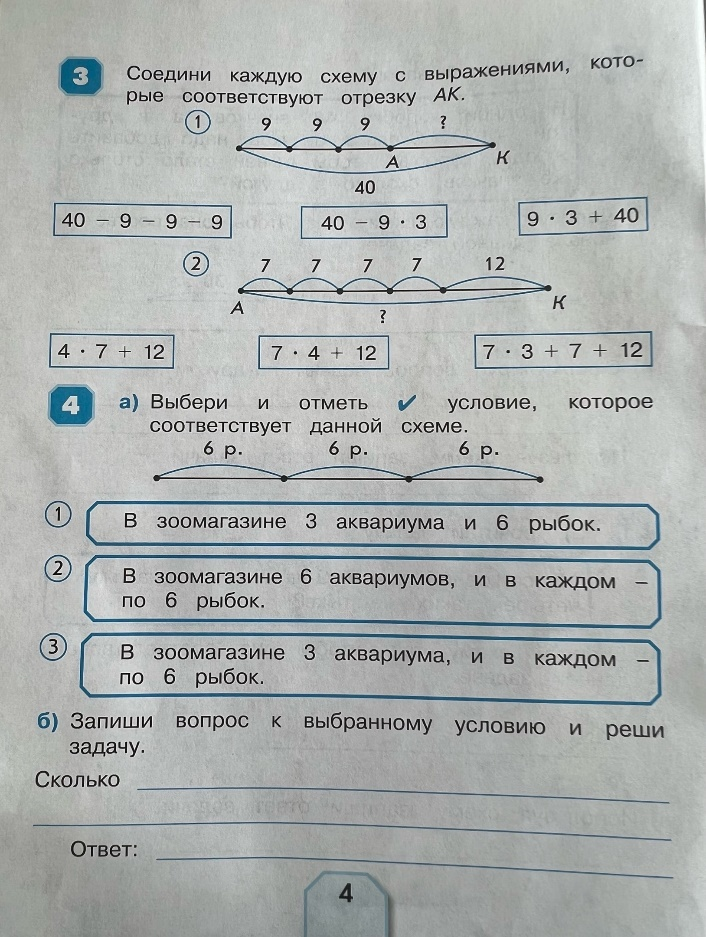 3 Соедини каждую схему с выражениями, кото-
рые соответствуют отрезку АК.
1 9 9 9 ?
А К
40
40 − 9 − 9 − 9 40 − 9 · 3 9 · 3 + 40
2 7 7 7 7 12
А К
?
4 · 7 + 12 7 · 4 + 12 7 · 3 + 7 + 12
4 а) Выбери и отметь ✔ условие, которое
соответствует данной схеме.
6 р. 6 р. 6 р.
1 В зоомагазине 3 аквариума и 6 рыбок.
2 В зоомагазине 6 аквариумов, и в каждом –
по 6 рыбок.
3 В зоомагазине 3 аквариума, и в каждом –
по 6 рыбок.
б) Запиши вопрос к выбранному условию и реши
задачу.
Сколько
Ответ:
4